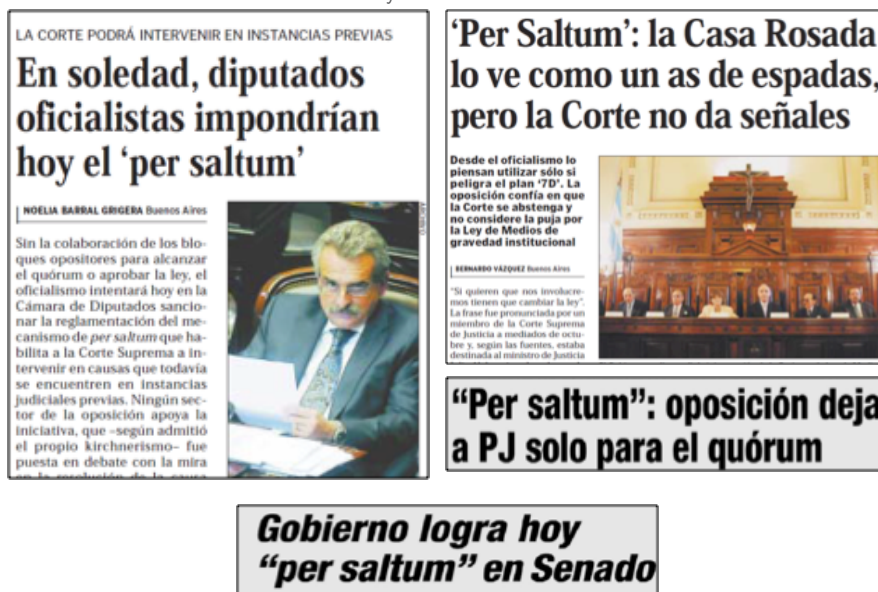 LA CORTE PODRÁ INTERVENIR EN INSTANCIAS PREVIAS
En soledad, diputados
oficialistas impondrían
hoy el ‘per saltum’
NOELIA BARRAL GRIGERA Buenos Aires
Sin la colaboración de los blo-
ques opositores para alcanzar
el quórum o aprobar la ley, el
oficialismo intentará hoy en la
Cámara de Diputados sancio-
nar la reglamentación del me-
canismo de per saltum que ha-
bilita a la Corte Suprema a in-
tervenir en causas que todavía
se encuentren en instancias
judiciales previas. Ningún sec-
tor de la oposición apoya la
iniciativa, que –según admitió
el propio kirchnerismo– fue
puesta en debate con la mira
en la resolución de la causa
ARCHIVO
‘Per Saltum’: la Casa Rosada
lo ve como un as de espadas,
pero la Corte no da señales
Desde el oficialismo lo
piensan utilizar sólo si
peligra el plan ‘7D’. La
oposición confía en que
la Corte se abstenga y
no considere la puja por
la Ley de Medios de
gravedad institucional
BERNARDO VÁZQUEZ Buenos Aires
“Si quieren que nos involucre-
mos tienen que cambiar la ley”.
La frase fue pronunciada por un
miembro de la Corte Suprema
de Justicia a mediados de octu-
bre y, según las fuentes, estaba
destinada al ministro de Justicia
“Per saltum”: oposición deja
a PJ solo para el quórum
Gobierno logra hoy
“per saltum” en Senado